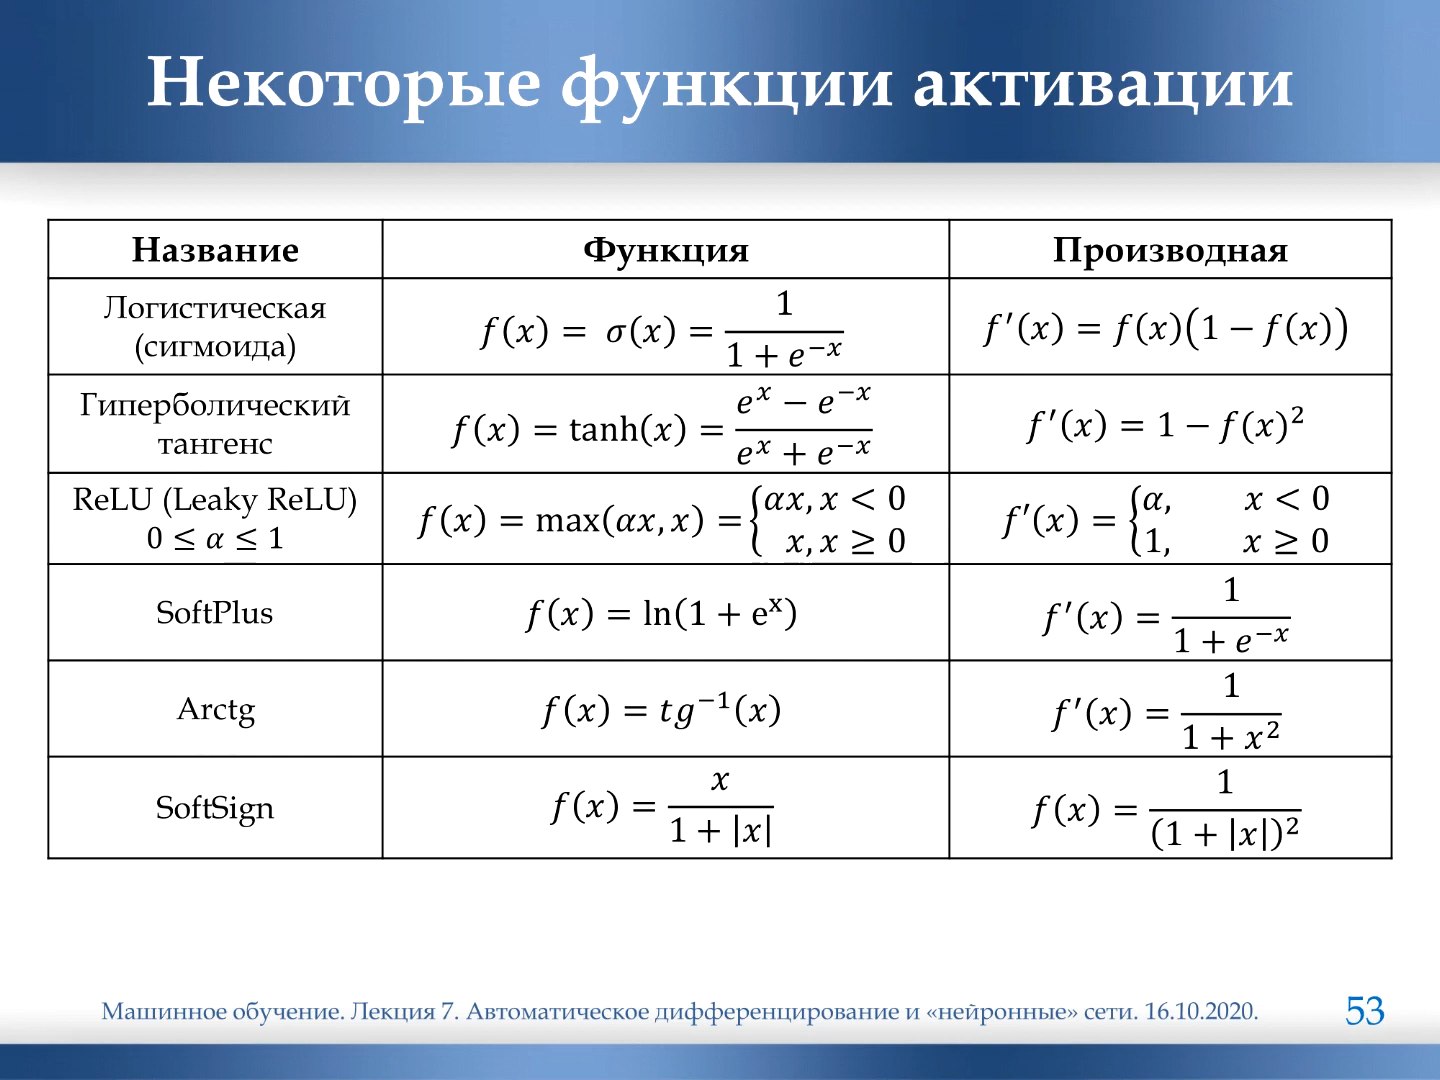 Некоторые функции активации
Название Функция Производная
Логистическая
(сигмоида)
f(x) = σ(x) = 1 / (1 + e^{−x})
f′(x) = f(x)(1 − f(x))
Гиперболический
тангенс
f(x) = tanh(x) = (e^x − e^{−x}) / (e^x + e^{−x})
f′(x) = 1 − f(x)²
ReLU (Leaky ReLU)
0 ≤ α ≤ 1
f(x) = max(αx, x) = { αx, x < 0
x, x ≥ 0
f′(x) = { α, x < 0
1, x ≥ 0
SoftPlus
f(x) = ln(1 + e^x)
f′(x) = 1 / (1 + e^{−x})
Arctg
f(x) = tg^{−1}(x)
f′(x) = 1 / (1 + x²)
SoftSign
f(x) = x / (1 + |x|)
f(x) = 1 / (1 + |x|)²
Машинное обучение. Лекция 7. Автоматическое дифференцирование и «нейронные» сети. 16.10.2020. 53